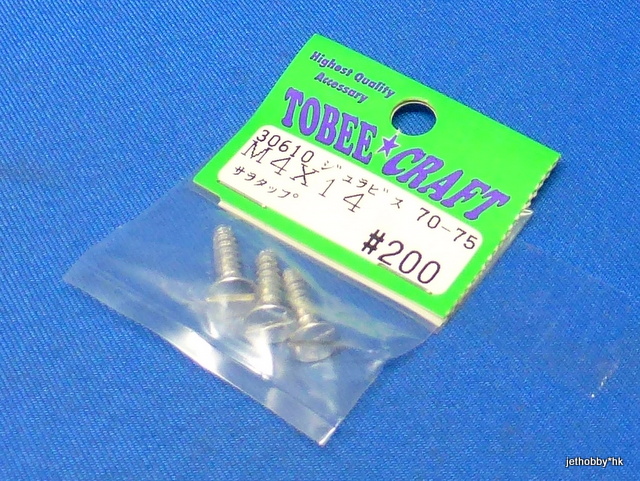 Highest Quality
Accessary
TOBEE★CRAFT
30610 ジュラビス 70-75
M4X14
サラタップ
#200
jethobby*hk